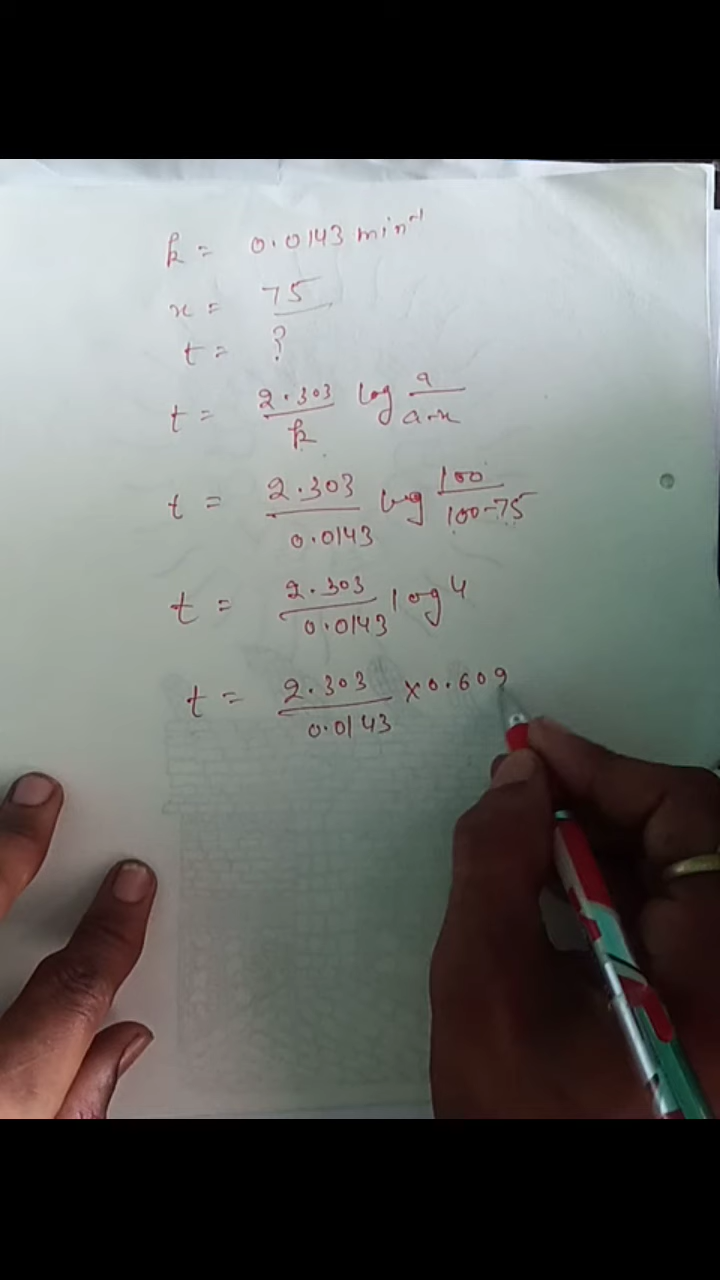 k = 0.0143 min⁻¹
x = 75
t = ?
t = 2.303/k log a/a-x
t = 2.303/0.0143 log 100/100-75
t = 2.303/0.0143 log 4
t = 2.303/0.0143 × 0.609